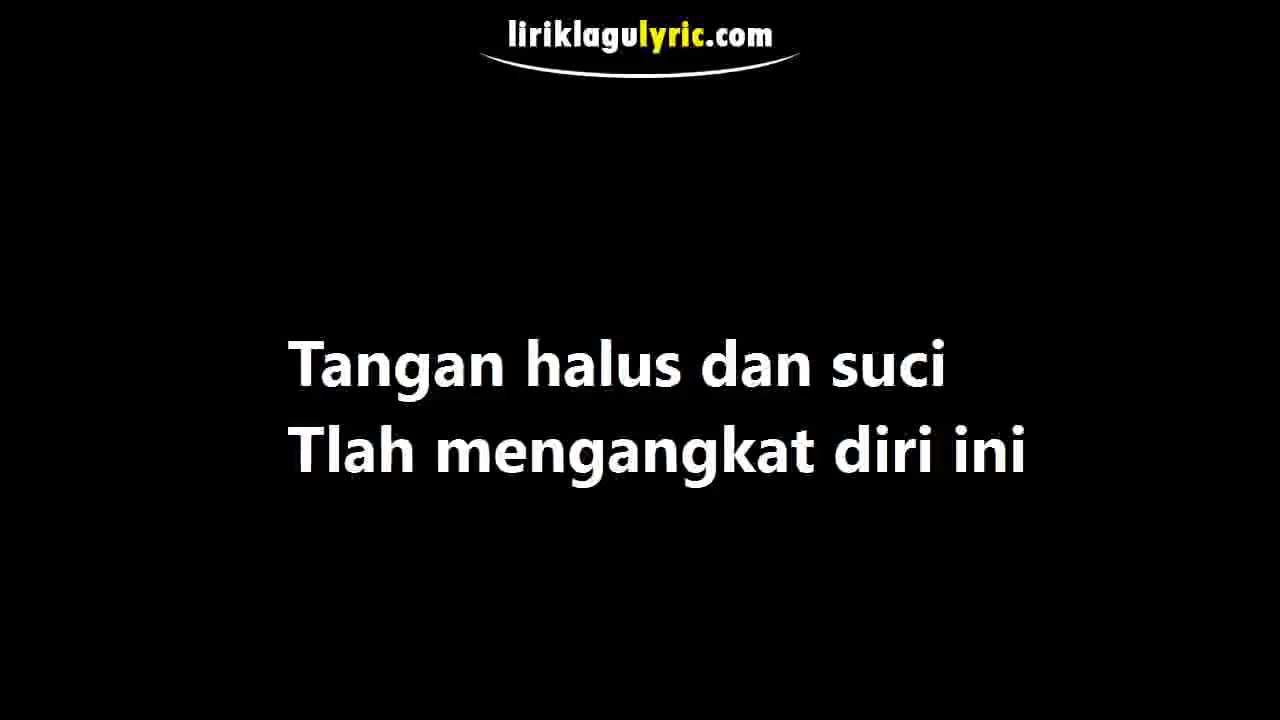 liriklagulyric.com
Tangan halus dan suci
Tlah mengangkat diri ini